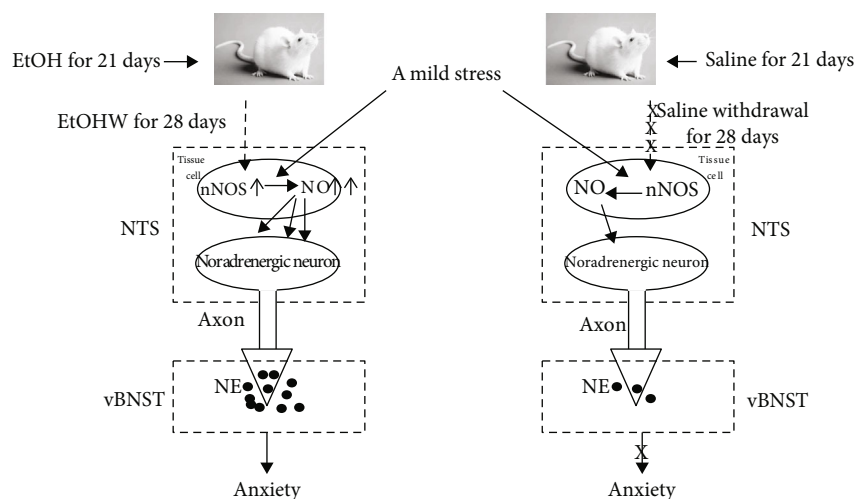 EtOH for 21 days
A mild stress
Saline for 21 days
EtOHW for 28 days
X
X
X
Saline withdrawal
for 28 days
Tissue
cell
nNOS
NO
NTS
Noradrenergic neuron
Axon
NE
vBNST
Anxiety
Tissue
cell
NO
nNOS
NTS
Noradrenergic neuron
Axon
NE
vBNST
X
Anxiety